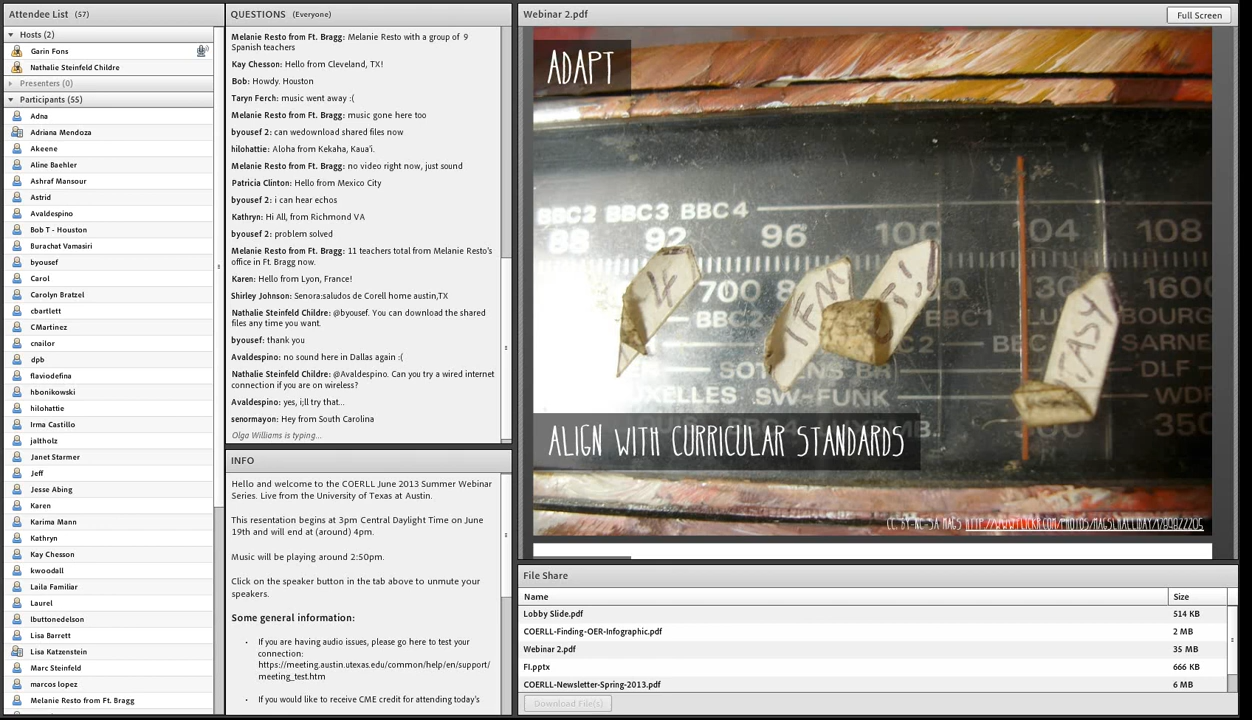 Attendee List (57)
Hosts (2)
Garin Fons
Nathalie Steinfeld Childre
Presenters (0)
Participants (55)
Adna
Adriana Mendoza
Akeene
Aline Baehler
Ashraf Mansour
Astrid
Avaldespino
Bob T - Houston
Burachat Vamasiri
byousef
Carol
Carolyn Bratzel
cbartlett
CMartinez
cnailor
dpb
flaviodefina
hbonikowski
hilohattie
Irma Castillo
jaltholz
Janet Starmer
Jeff
Jesse Abing
Karen
Karima Mann
Kathryn
Kay Chesson
kwoodall
Laila Familiar
Laurel
lbuttonedelson
Lisa Barrett
Lisa Katzenstein
Marc Steinfeld
marcos lopez
Melanie Resto from Ft. Bragg
QUESTIONS (Everyone)
Melanie Resto from Ft. Bragg: Melanie Resto with a group of 9
Spanish teachers
Kay Chesson: Hello from Cleveland, TX!
Bob: Howdy. Houston
Taryn Ferch: music went away :(
Melanie Resto from Ft. Bragg: music gone here too
byousef 2: can wedownload shared files now
hilohattie: Aloha from Kekaha, Kaua'i.
Melanie Resto from Ft. Bragg: no video right now, just sound
Patricia Clinton: Hello from Mexico City
byousef 2: i can hear echos
Kathryn: Hi All, from Richmond VA
byousef 2: problem solved
Melanie Resto from Ft. Bragg: 11 teachers total from Melanie Resto's
office in Ft. Bragg now.
Karen: Hello from Lyon, France!
Shirley Johnson: Senora:saludos de Corell home austin,TX
Nathalie Steinfeld Childre: @byousef. You can download the shared
files any time you want.
byousef: thank you
Avaldespino: no sound here in Dallas again :(
Nathalie Steinfeld Childre: @Avaldespino. Can you try a wired internet
connection if you are on wireless?
Avaldespino: yes, i;ll try that...
senormayon: Hey from South Carolina
Olga Williams is typing...
INFO
Hello and welcome to the COERLL June 2013 Summer Webinar
Series. Live from the University of Texas at Austin.
This resentation begins at 3pm Central Daylight Time on June
19th and will end at (around) 4pm.
Music will be playing around 2:50pm.
Click on the speaker button in the tab above to unmute your
speakers.
Some general information:
• If you are having audio issues, please go here to test your
connection:
https://meeting.austin.utexas.edu/common/help/en/support/
meeting_test.htm
• If you would like to receive CME credit for attending today's
Webinar 2.pdf
Full Screen
ADAPT
BBC2 BBC3 BBC4
88 92 96 100 104 108
700 130 1600
BBC1
SARNE
DLF
SW-FUNK
350
ALIGN WITH CURRICULAR STANDARDS
File Share
Name Size
Lobby Slide.pdf 514 KB
COERLL-Finding-OER-Infographic.pdf 2 MB
Webinar 2.pdf 35 MB
FI.pptx 666 KB
COERLL-Newsletter-Spring-2013.pdf 6 MB
Download File(s)